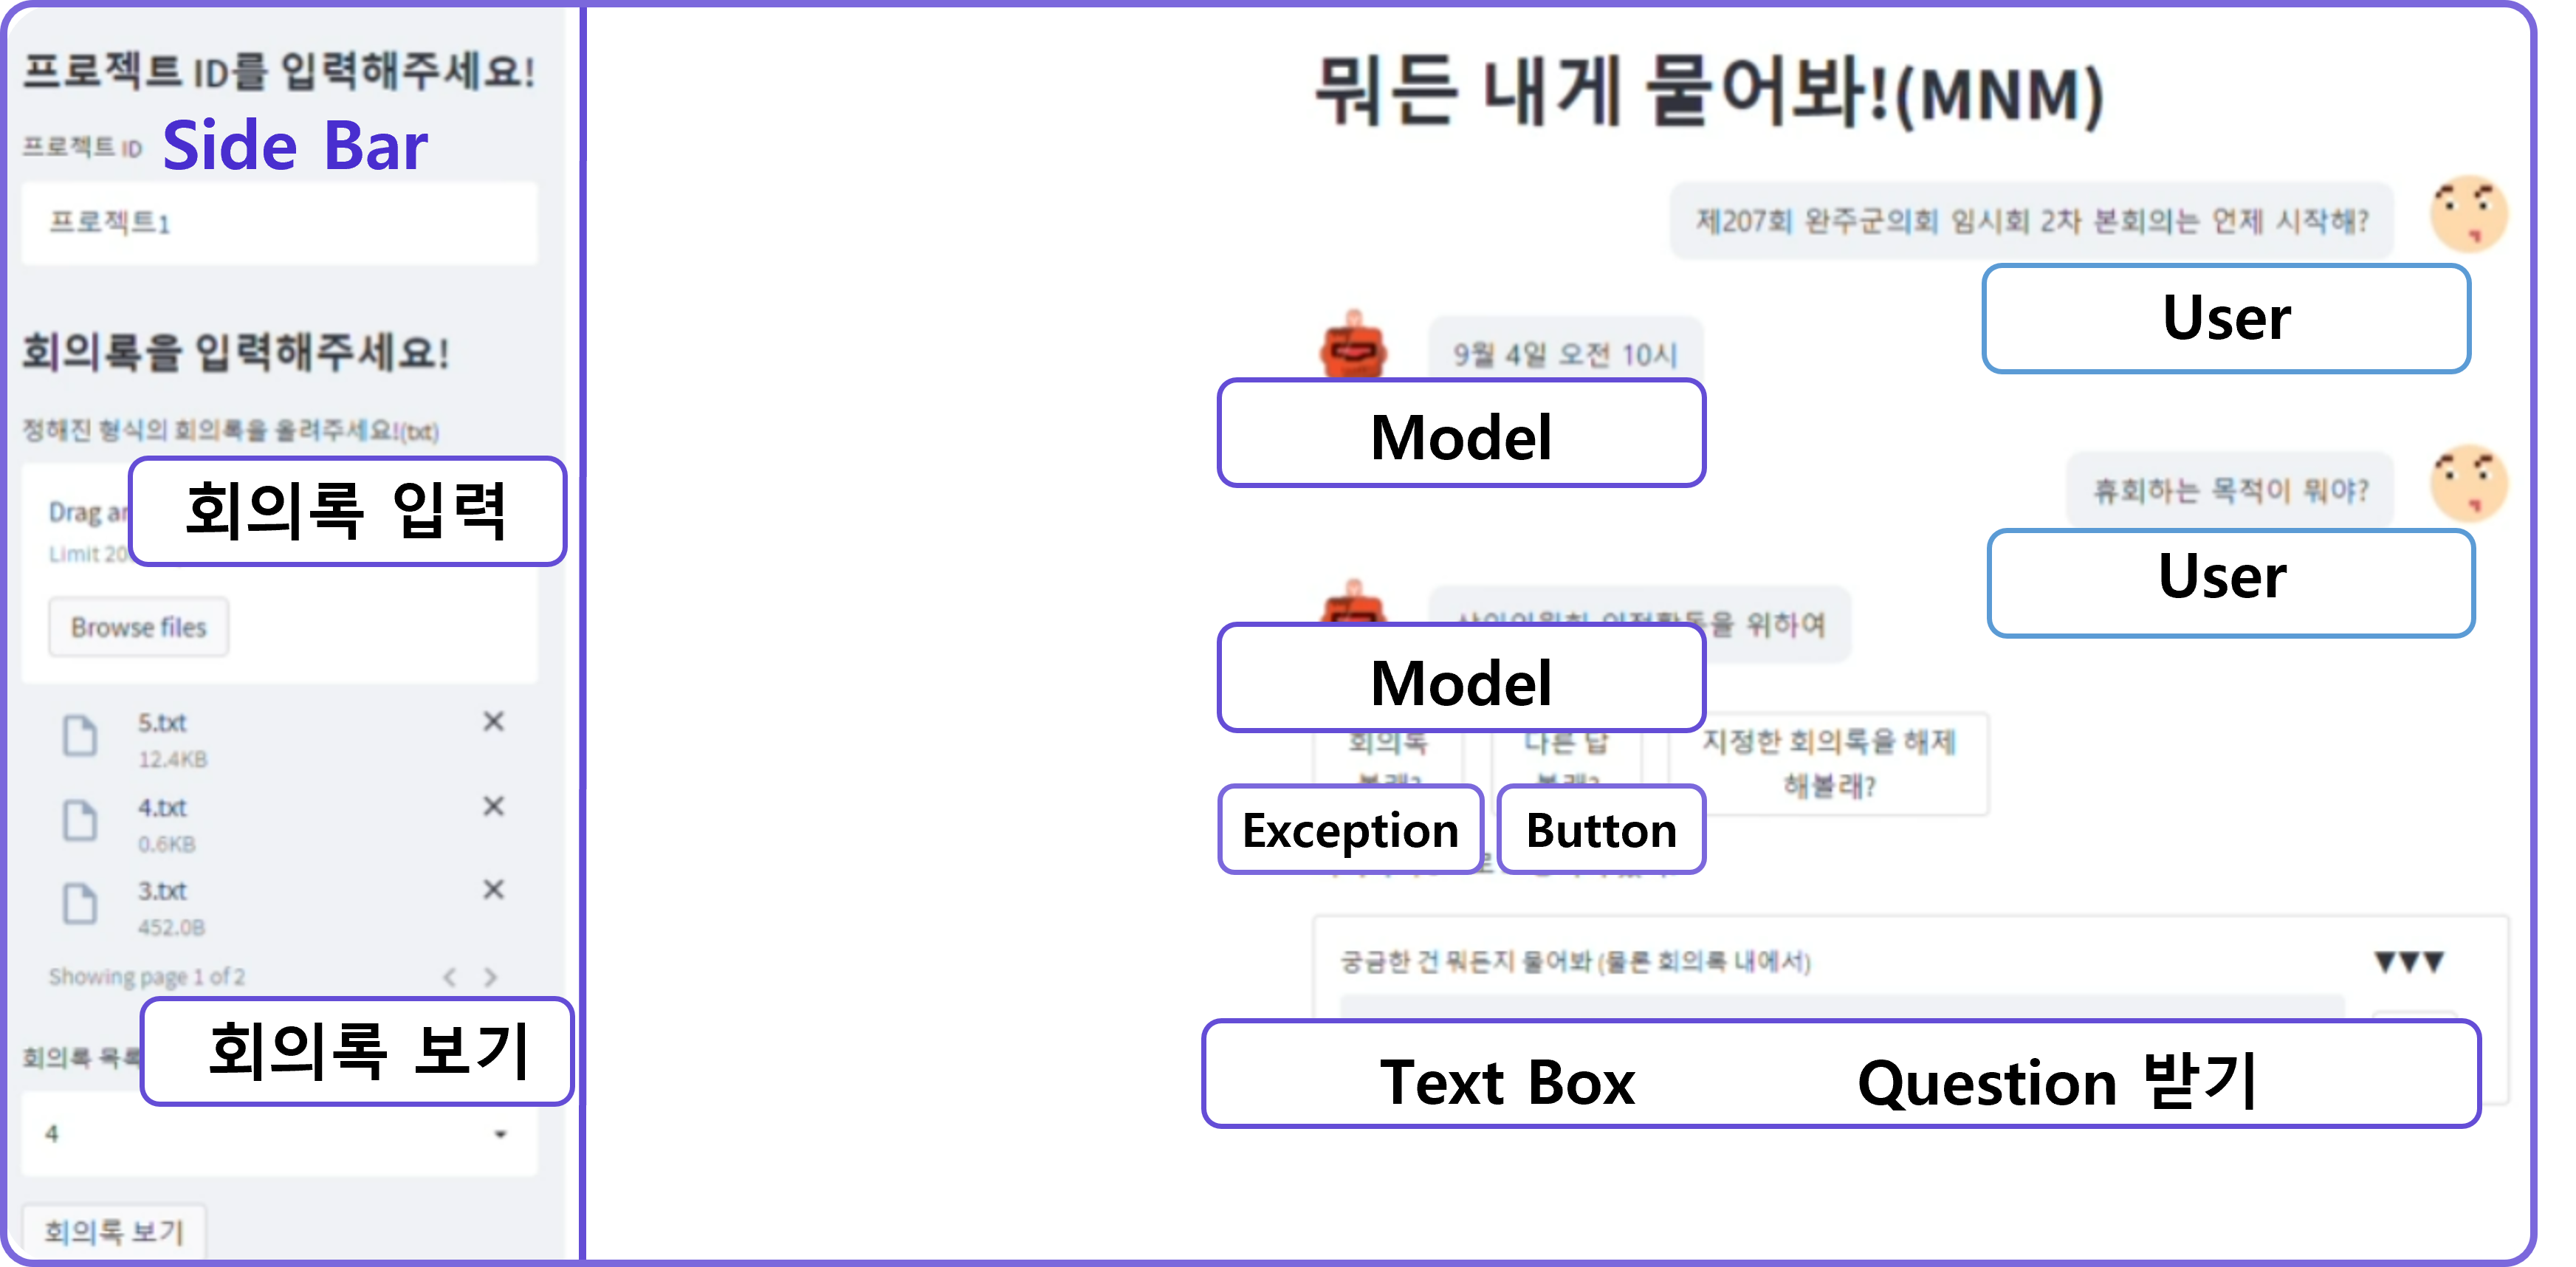 프로젝트 ID를 입력해주세요!
프로젝트 ID
Side Bar
프로젝트1
회의록을 입력해주세요!
정해진 형식의 회의록을 올려주세요!(txt)
Drag
회의록 입력
Limit
Browse files
5.txt
12.4KB
4.txt
0.6KB
3.txt
452.0B
Showing page 1 of 2
회의록 목록
회의록 보기
4
회의록 보기
뭐든 내게 물어봐!(MNM)
제207회 완주군의회 임시회 2차 본회의는 언제 시작해?
User
9월 4일 오전 10시
Model
휴회하는 목적이 뭐야?
User
위하여
Model
회의록
다른 답
지정한 회의록을 해제
해볼래?
Exception
Button
궁금한 건 뭐든지 물어봐 (물론 회의록 내에서)
▼▼▼
Text Box
Question 받기